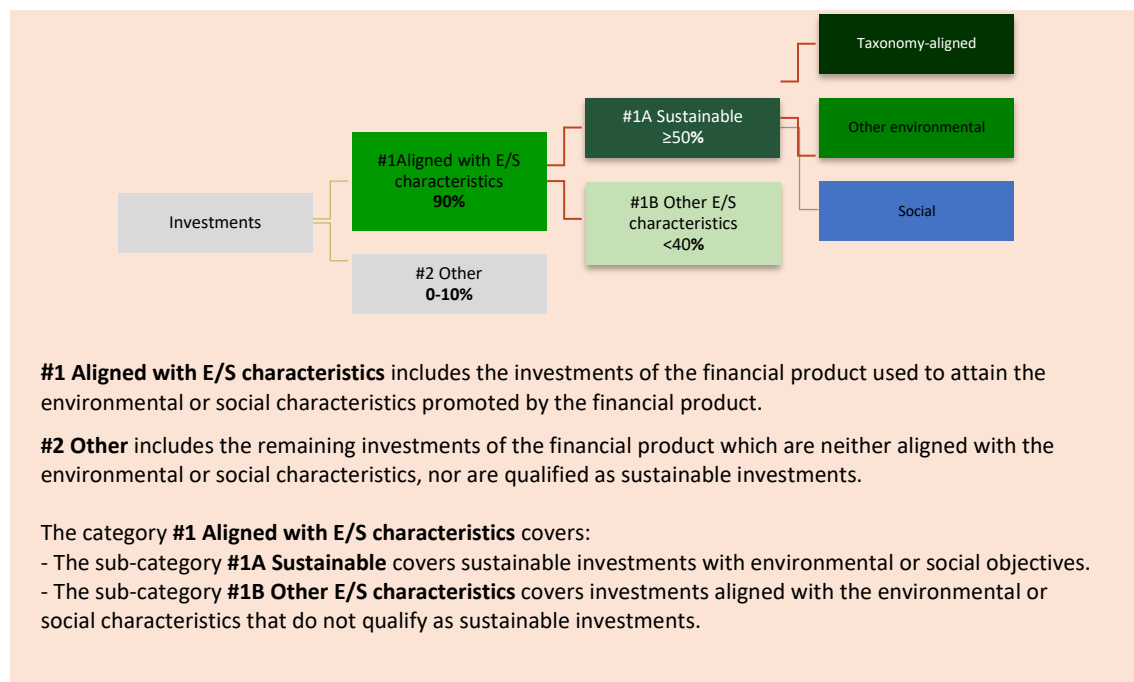 Taxonomy-aligned
#1A Sustainable
≥50%
Other environmental
#1Aligned with E/S
characteristics
90%
#1B Other E/S
characteristics
<40%
Social
Investments
#2 Other
0-10%
#1 Aligned with E/S characteristics includes the investments of the financial product used to attain the
environmental or social characteristics promoted by the financial product.
#2 Other includes the remaining investments of the financial product which are neither aligned with the
environmental or social characteristics, nor are qualified as sustainable investments.
The category #1 Aligned with E/S characteristics covers:
- The sub-category #1A Sustainable covers sustainable investments with environmental or social objectives.
- The sub-category #1B Other E/S characteristics covers investments aligned with the environmental or
social characteristics that do not qualify as sustainable investments.